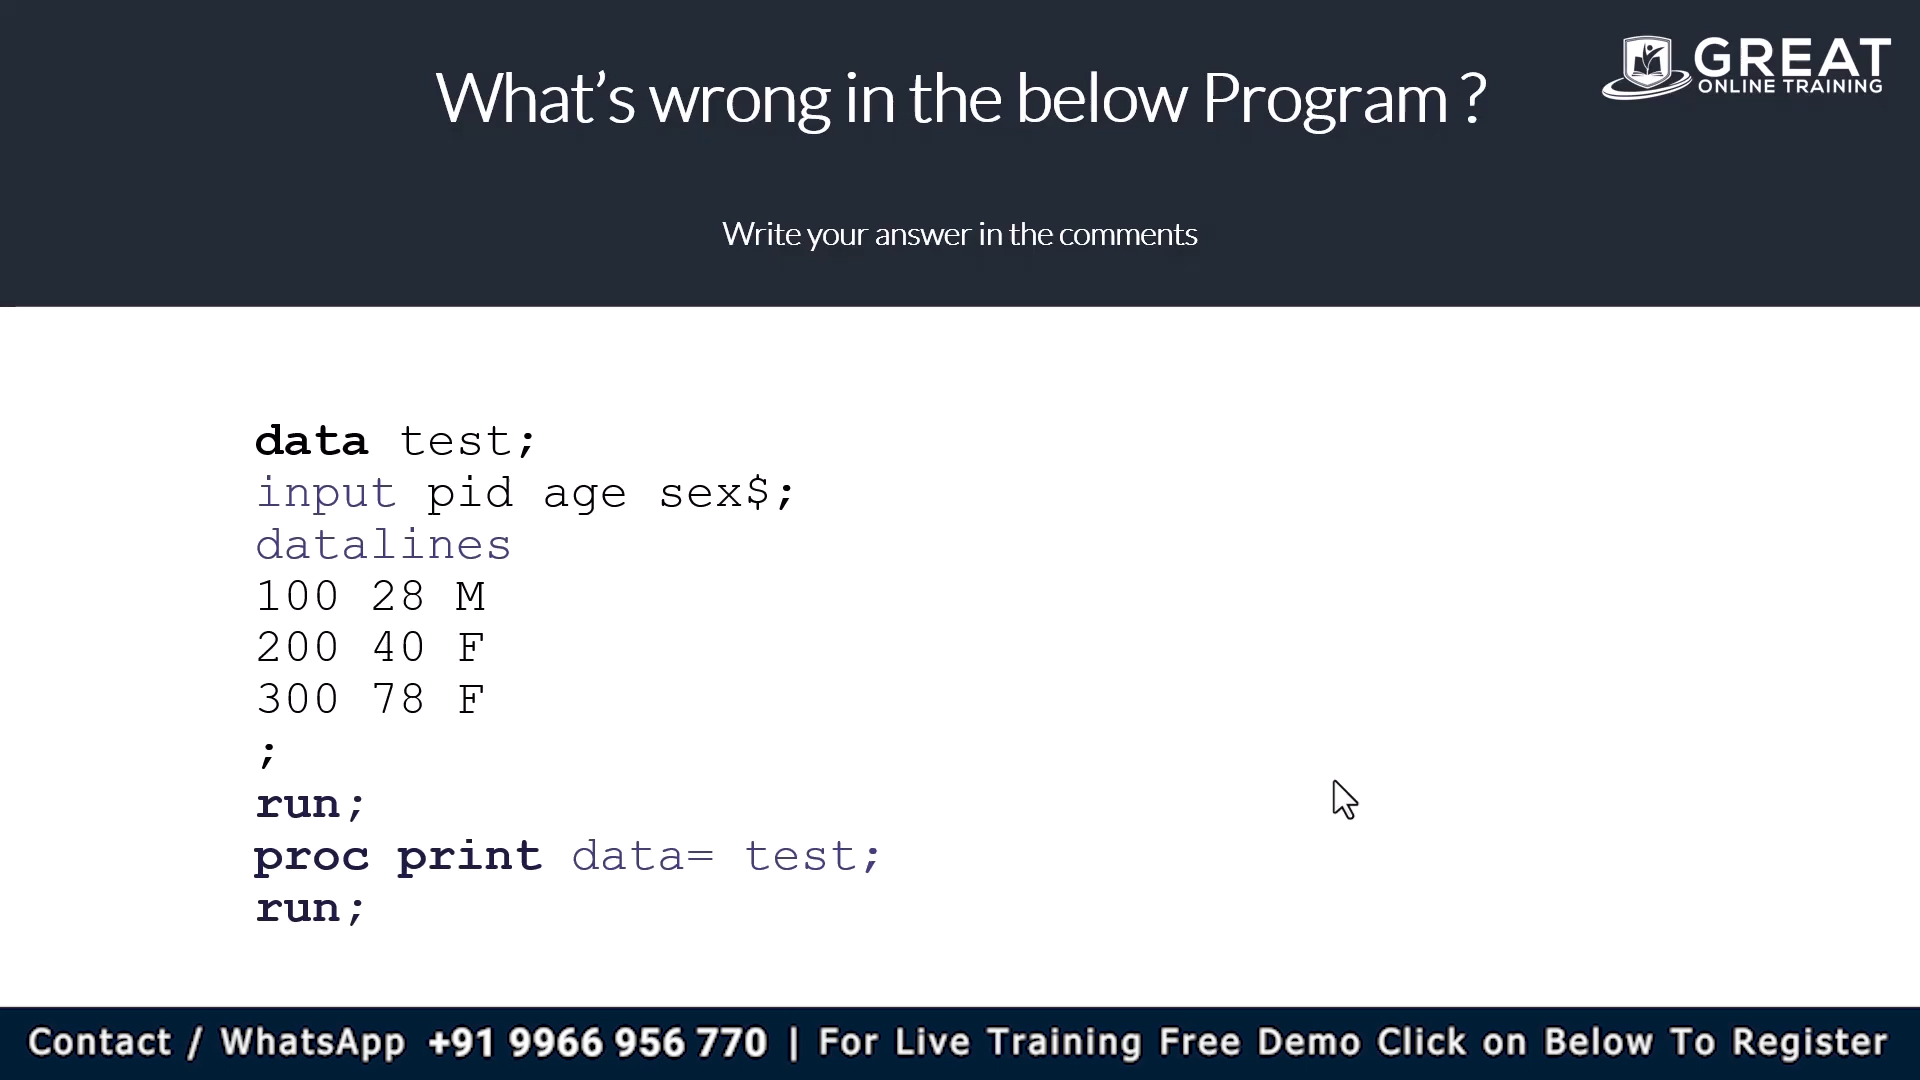 What’s wrong in the below Program ?
GREAT
ONLINE TRAINING
Write your answer in the comments
data test;
input pid age sex$;
datalines
100 28 M
200 40 F
300 78 F
;
run;
proc print data= test;
run;
Contact / WhatsApp +91 9966 956 770 | For Live Training Free Demo Click on Below To Register